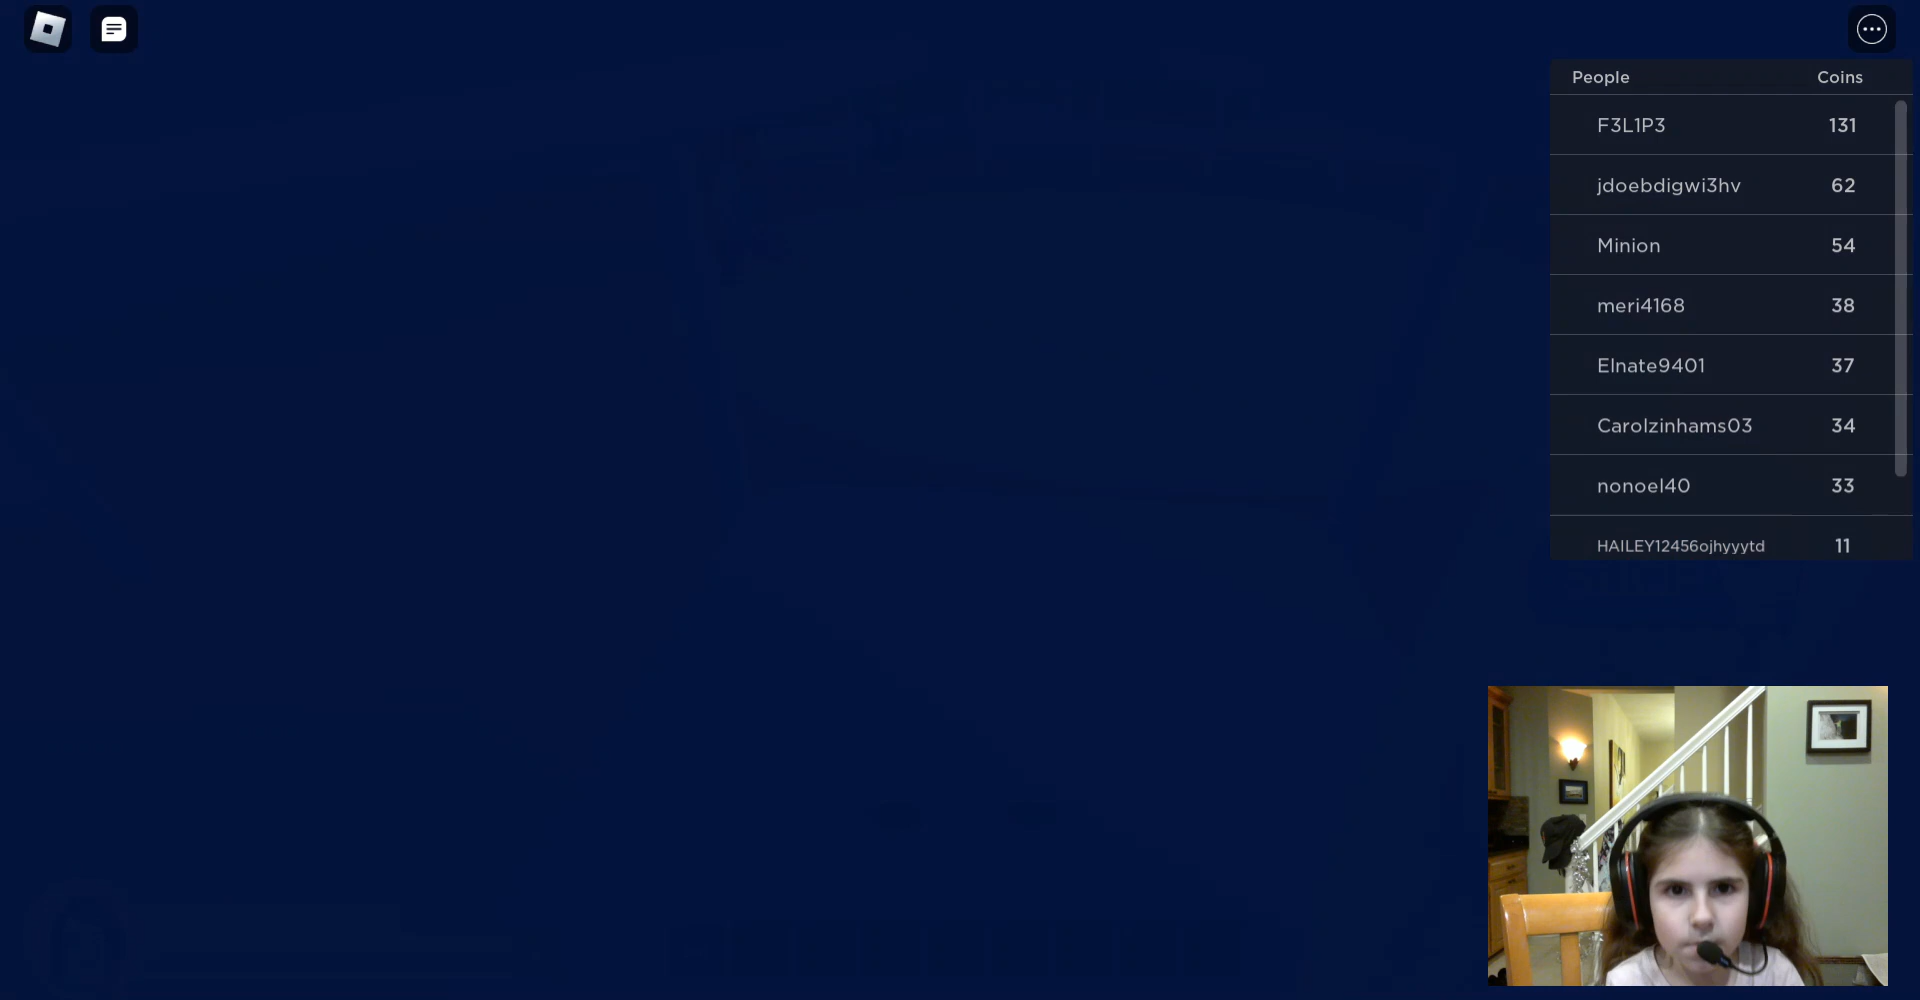 People Coins
F3L1P3 131
jdoebdigwi3hv 62
Minion 54
meri4168 38
Elnate9401 37
Carolzinhams03 34
nonoel40 33
HAILEY12456ojhyyytd 11